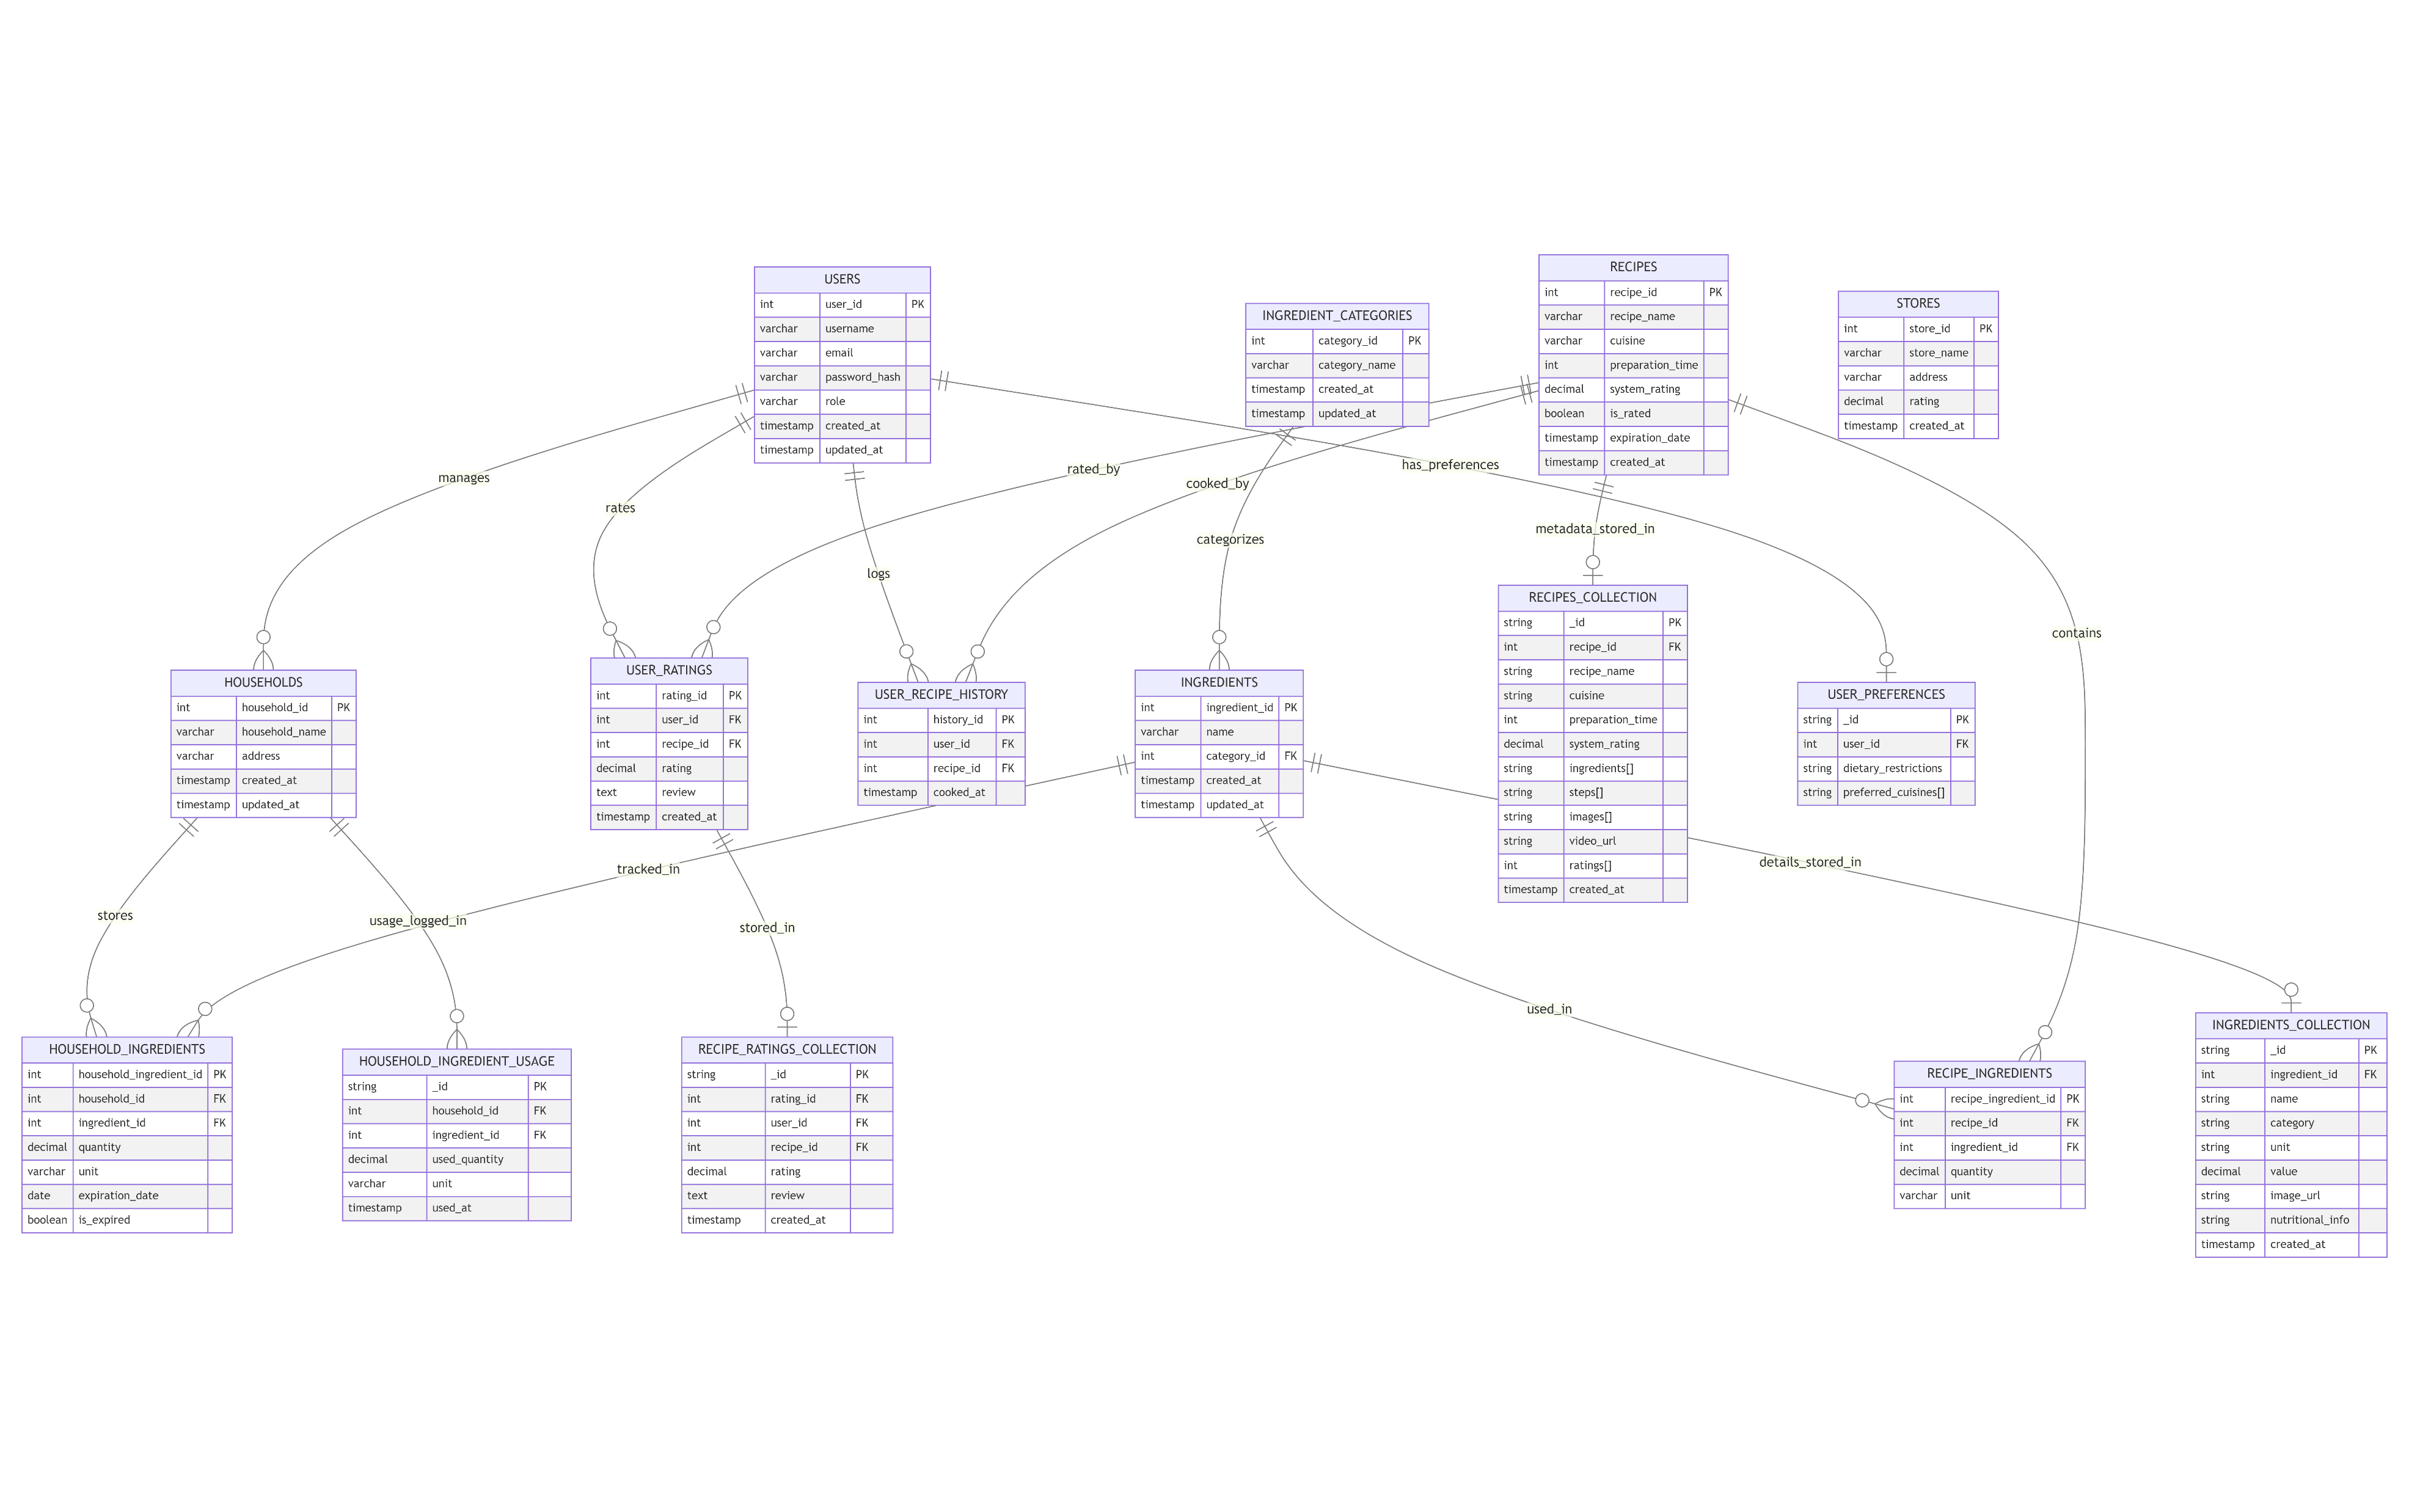 USERS
int user_id PK
varchar username
varchar email
varchar password_hash
varchar role
timestamp created_at
timestamp updated_at
INGREDIENT_CATEGORIES
int category_id PK
varchar category_name
timestamp created_at
timestamp updated_at
RECIPES
int recipe_id PK
varchar recipe_name
varchar cuisine
int preparation_time
decimal system_rating
boolean is_rated
timestamp expiration_date
timestamp created_at
STORES
int store_id PK
varchar store_name
varchar address
decimal rating
timestamp created_at
manages
rates
logs
rated_by
cooked_by
categorizes
has_preferences
metadata_stored_in
contains
HOUSEHOLDS
int household_id PK
varchar household_name
varchar address
timestamp created_at
timestamp updated_at
USER_RATINGS
int rating_id PK
int user_id FK
int recipe_id FK
decimal rating
text review
timestamp created_at
USER_RECIPE_HISTORY
int history_id PK
int user_id FK
int recipe_id FK
timestamp cooked_at
INGREDIENTS
int ingredient_id PK
varchar name
int category_id FK
timestamp created_at
timestamp updated_at
RECIPES_COLLECTION
string _id PK
int recipe_id FK
string recipe_name
string cuisine
int preparation_time
decimal system_rating
string ingredients[]
string steps[]
string images[]
string video_url
int ratings[]
timestamp created_at
USER_PREFERENCES
string _id PK
int user_id FK
string dietary_restrictions
string preferred_cuisines[]
stores
usage_logged_in
tracked_in
stored_in
used_in
details_stored_in
HOUSEHOLD_INGREDIENTS
int household_ingredient_id PK
int household_id FK
int ingredient_id FK
decimal quantity
varchar unit
date expiration_date
boolean is_expired
HOUSEHOLD_INGREDIENT_USAGE
string _id PK
int household_id FK
int ingredient_id FK
decimal used_quantity
varchar unit
timestamp used_at
RECIPE_RATINGS_COLLECTION
string _id PK
int rating_id FK
int user_id FK
int recipe_id FK
decimal rating
text review
timestamp created_at
RECIPE_INGREDIENTS
int recipe_ingredient_id PK
int recipe_id FK
int ingredient_id FK
decimal quantity
varchar unit
INGREDIENTS_COLLECTION
string _id PK
int ingredient_id FK
string name
string category
string unit
decimal value
string image_url
string nutritional_info
timestamp created_at